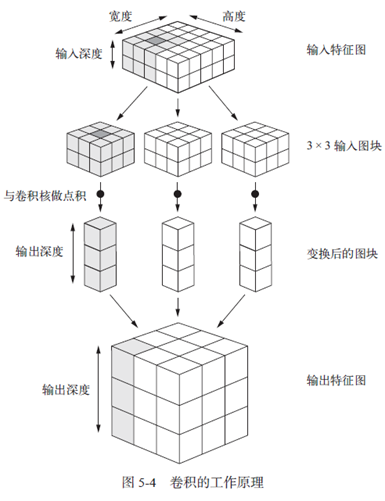 宽度
高度
输入深度
输入特征图
3 × 3 输入图块
与卷积核做点积
输出深度
变换后的图块
输出深度
输出特征图
图 5-4 卷积的工作原理